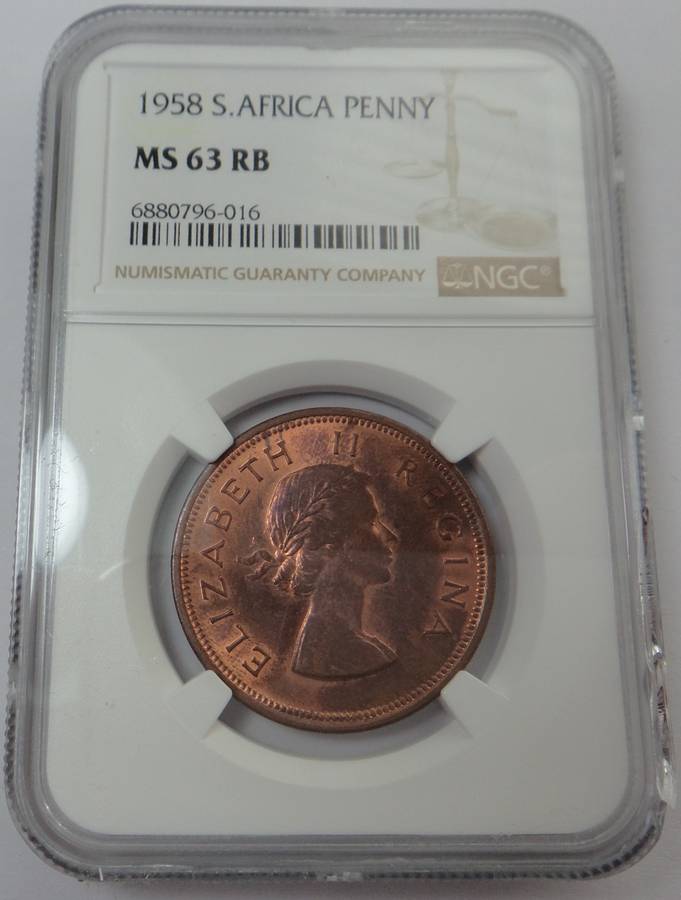 1958 S.AFRICA PENNY
MS 63 RB
6880796-016
NUMISMATIC GUARANTY COMPANY NGC®
ELIZABETH II REGINA